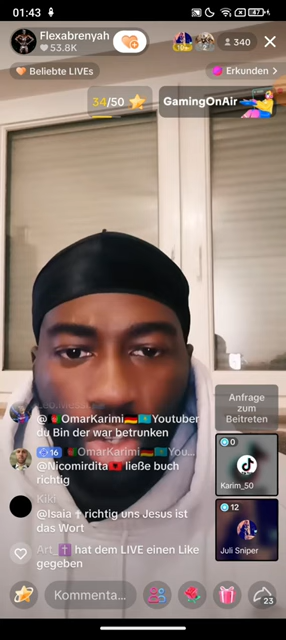 01:43
47
Flexabrenyah
53.8K
2
340
Beliebte LIVEs
Erkunden >
34/50
GamingOnAir
@🇦🇫OmarKarimi🇩🇪🇰🇿Youtuber
du Bin der war betrunken
16 🇦🇫OmarKarimi🇩🇪🇰🇿You...
@Nicomirdita🇦🇱ließe buch
richtig
Kiki
@Isaia ✝️richtig uns Jesus ist
das Wort
Art_✝️ hat dem LIVE einen Like
gegeben
Anfrage
zum
Beitreten
0
Karim_50
12
Juli Sniper
Kommenta...
23